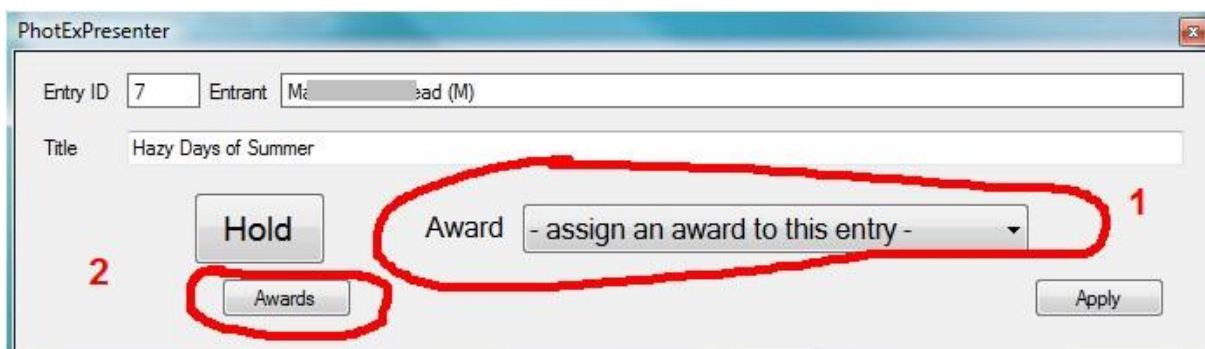 PhotExPresenter
Entry ID 7 Entrant (M)
Title Hazy Days of Summer
Hold Award - assign an award to this entry - 1
2 Awards Apply